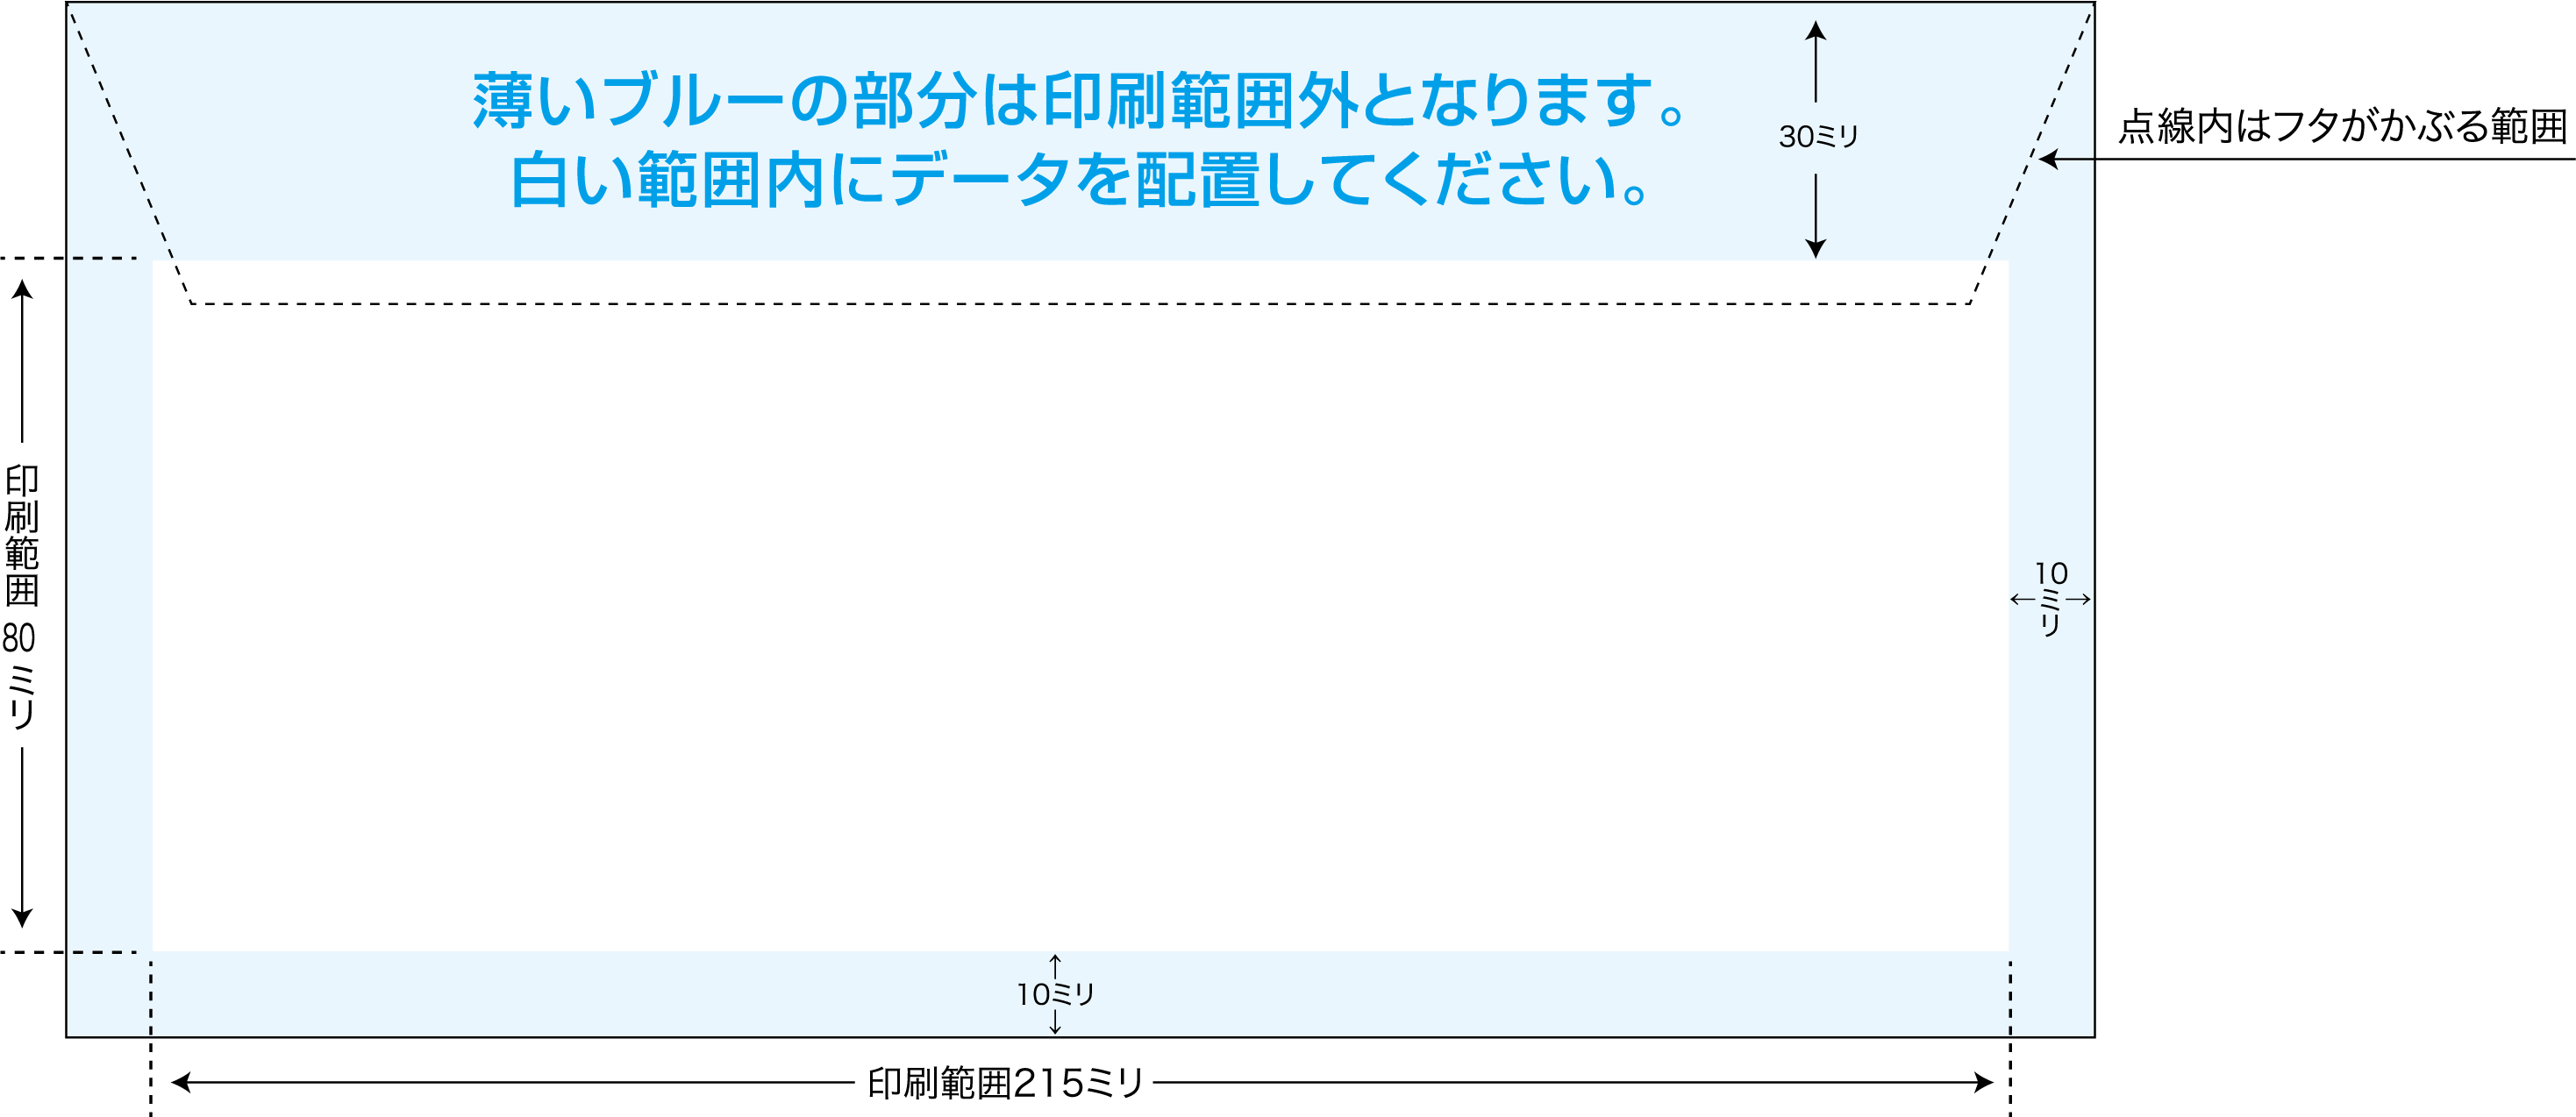 薄いブルーの部分は印刷範囲外となります。
白い範囲内にデータを配置してください。
30ミリ
点線内はフタがかぶる範囲
印刷範囲80ミリ
10ミリ
10ミリ
印刷範囲215ミリ